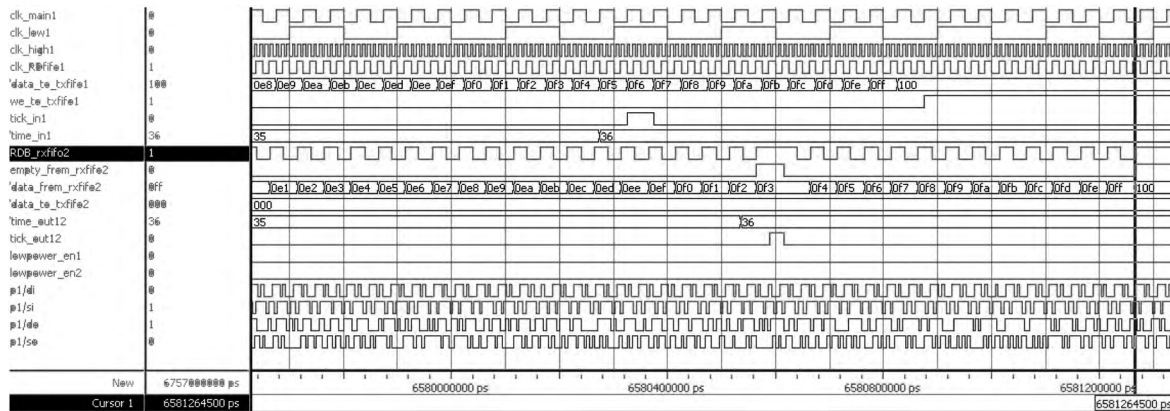 clk_main1 0
clk_low1 0
clk_high1 0
clk_RDfifo1 1
'data_to_txfifo1 100 0e8 0e9 0ea 0eb 0ec 0ed 0ee 0ef 0f0 0f1 0f2 0f3 0f4 0f5 0f6 0f7 0f8 0f9 0fa 0fb 0fc 0fd 0fe 0ff 100
we_to_txfifo1 1
tick_in1 0
'time_in1 36 35 36
RDB_rxfifo2 1
empty_from_rxfifo2 0
'data_from_rxfifo2 0ff 0e1 0e2 0e3 0e4 0e5 0e6 0e7 0e8 0e9 0ea 0eb 0ec 0ed 0ee 0ef 0f0 0f1 0f2 0f3 0f4 0f5 0f6 0f7 0f8 0f9 0fa 0fb 0fc 0fd 0fe 0ff 100
'data_to_txfifo2 000 000
'time_out12 36 35 36
tick_out12 0
lowpower_en1 0
lowpower_en2 0
p1/di 0
p1/si 1
p1/do 1
p1/so 0
Now 6757000000 ps 6580000000 ps 6580400000 ps 6580800000 ps 6581200000 ps
Cursor 1 6581264500 ps 6581264500 ps